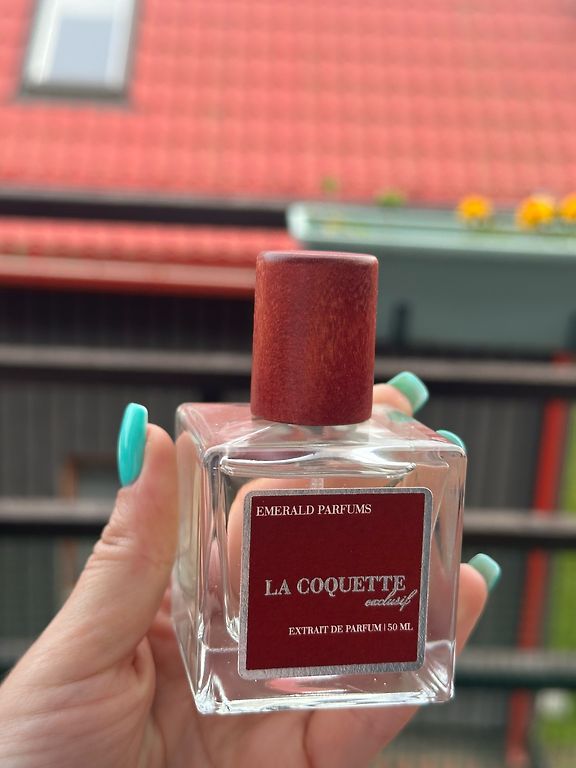 EMERALD PARFUMS
LA COQUETTE
exclusif
EXTRAIT DE PARFUM | 50 ML